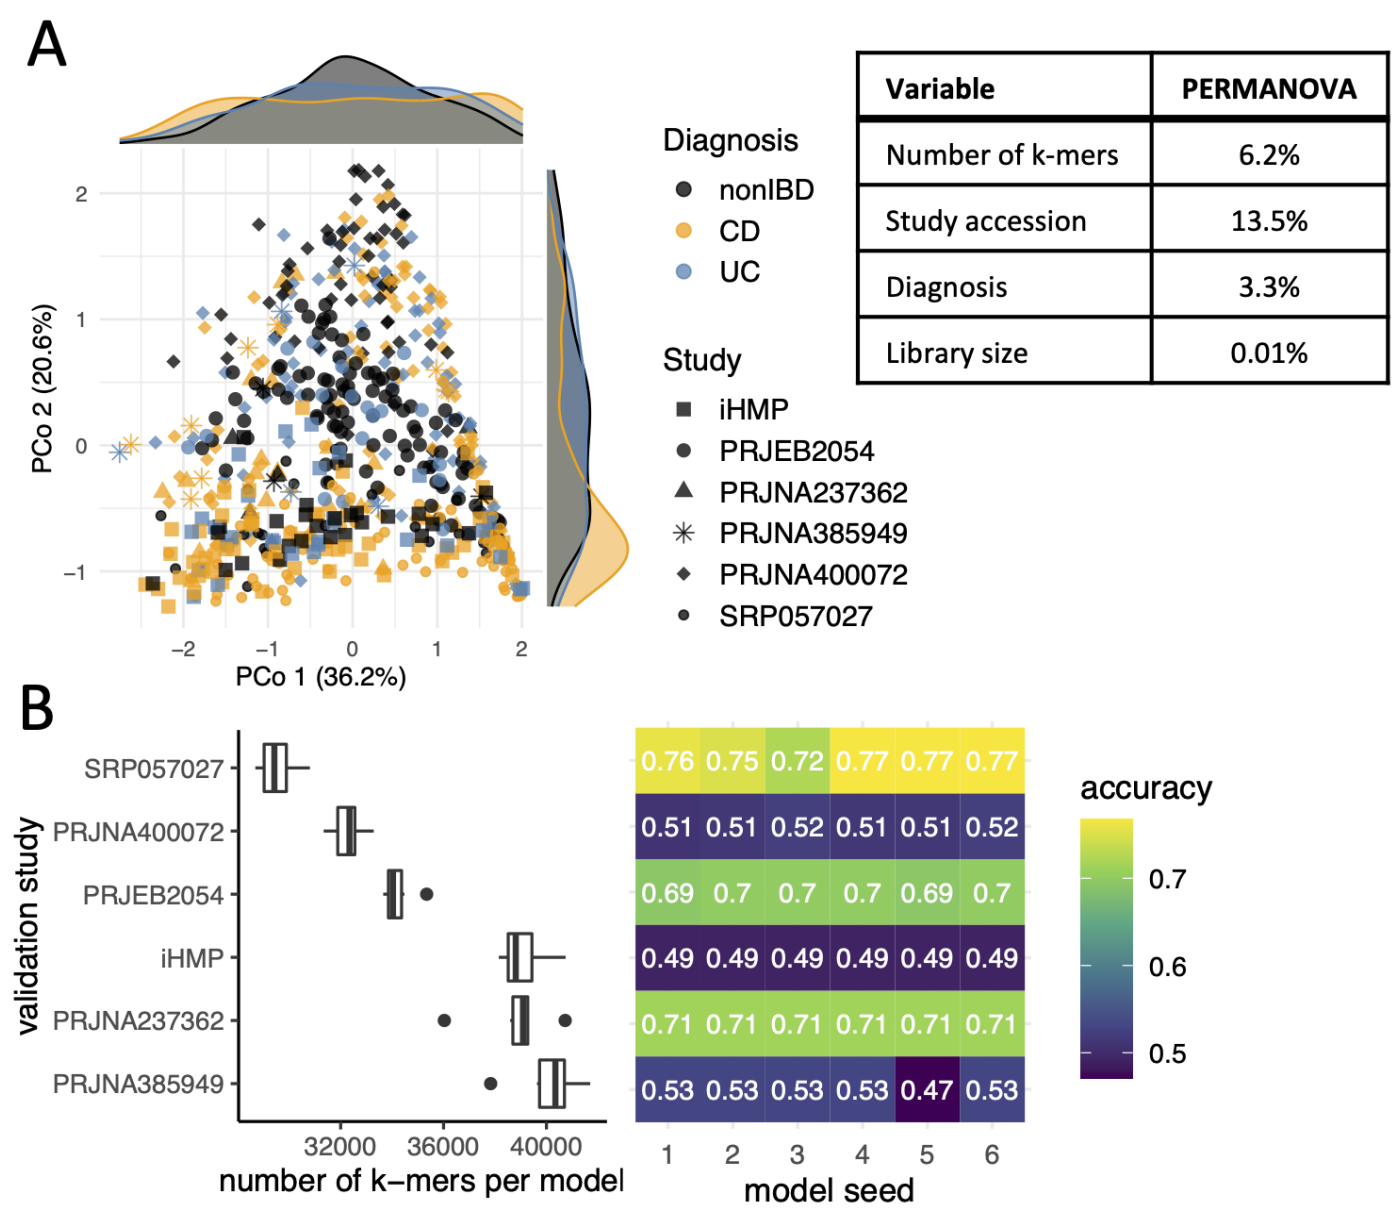 A
Diagnosis
nonIBD
CD
UC
Study
iHMP
PRJEB2054
PRJNA237362
PRJNA385949
PRJNA400072
SRP057027
PCo 2 (20.6%)
2
1
0
−1
−2 −1 0 1 2
PCo 1 (36.2%)
Variable PERMANOVA
Number of k-mers 6.2%
Study accession 13.5%
Diagnosis 3.3%
Library size 0.01%
B
validation study
SRP057027
PRJNA400072
PRJEB2054
iHMP
PRJNA237362
PRJNA385949
32000 36000 40000
number of k−mers per model
0.76 0.75 0.72 0.77 0.77 0.77
0.51 0.51 0.52 0.51 0.51 0.52
0.69 0.7 0.7 0.7 0.69 0.7
0.49 0.49 0.49 0.49 0.49 0.49
0.71 0.71 0.71 0.71 0.71 0.71
0.53 0.53 0.53 0.53 0.47 0.53
1 2 3 4 5 6
model seed
accuracy
0.7
0.6
0.5